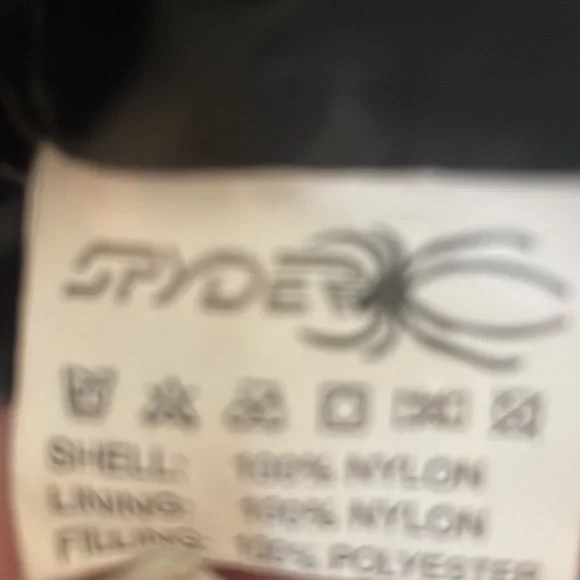 SPYDER
SHELL: 100% NYLON
LINING: 100% NYLON
FILLING: 100% POLYESTER